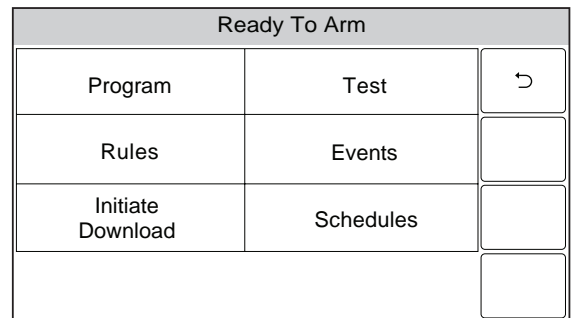 Ready To Arm
Program
Test
Rules
Events
Initiate
Download
Schedules